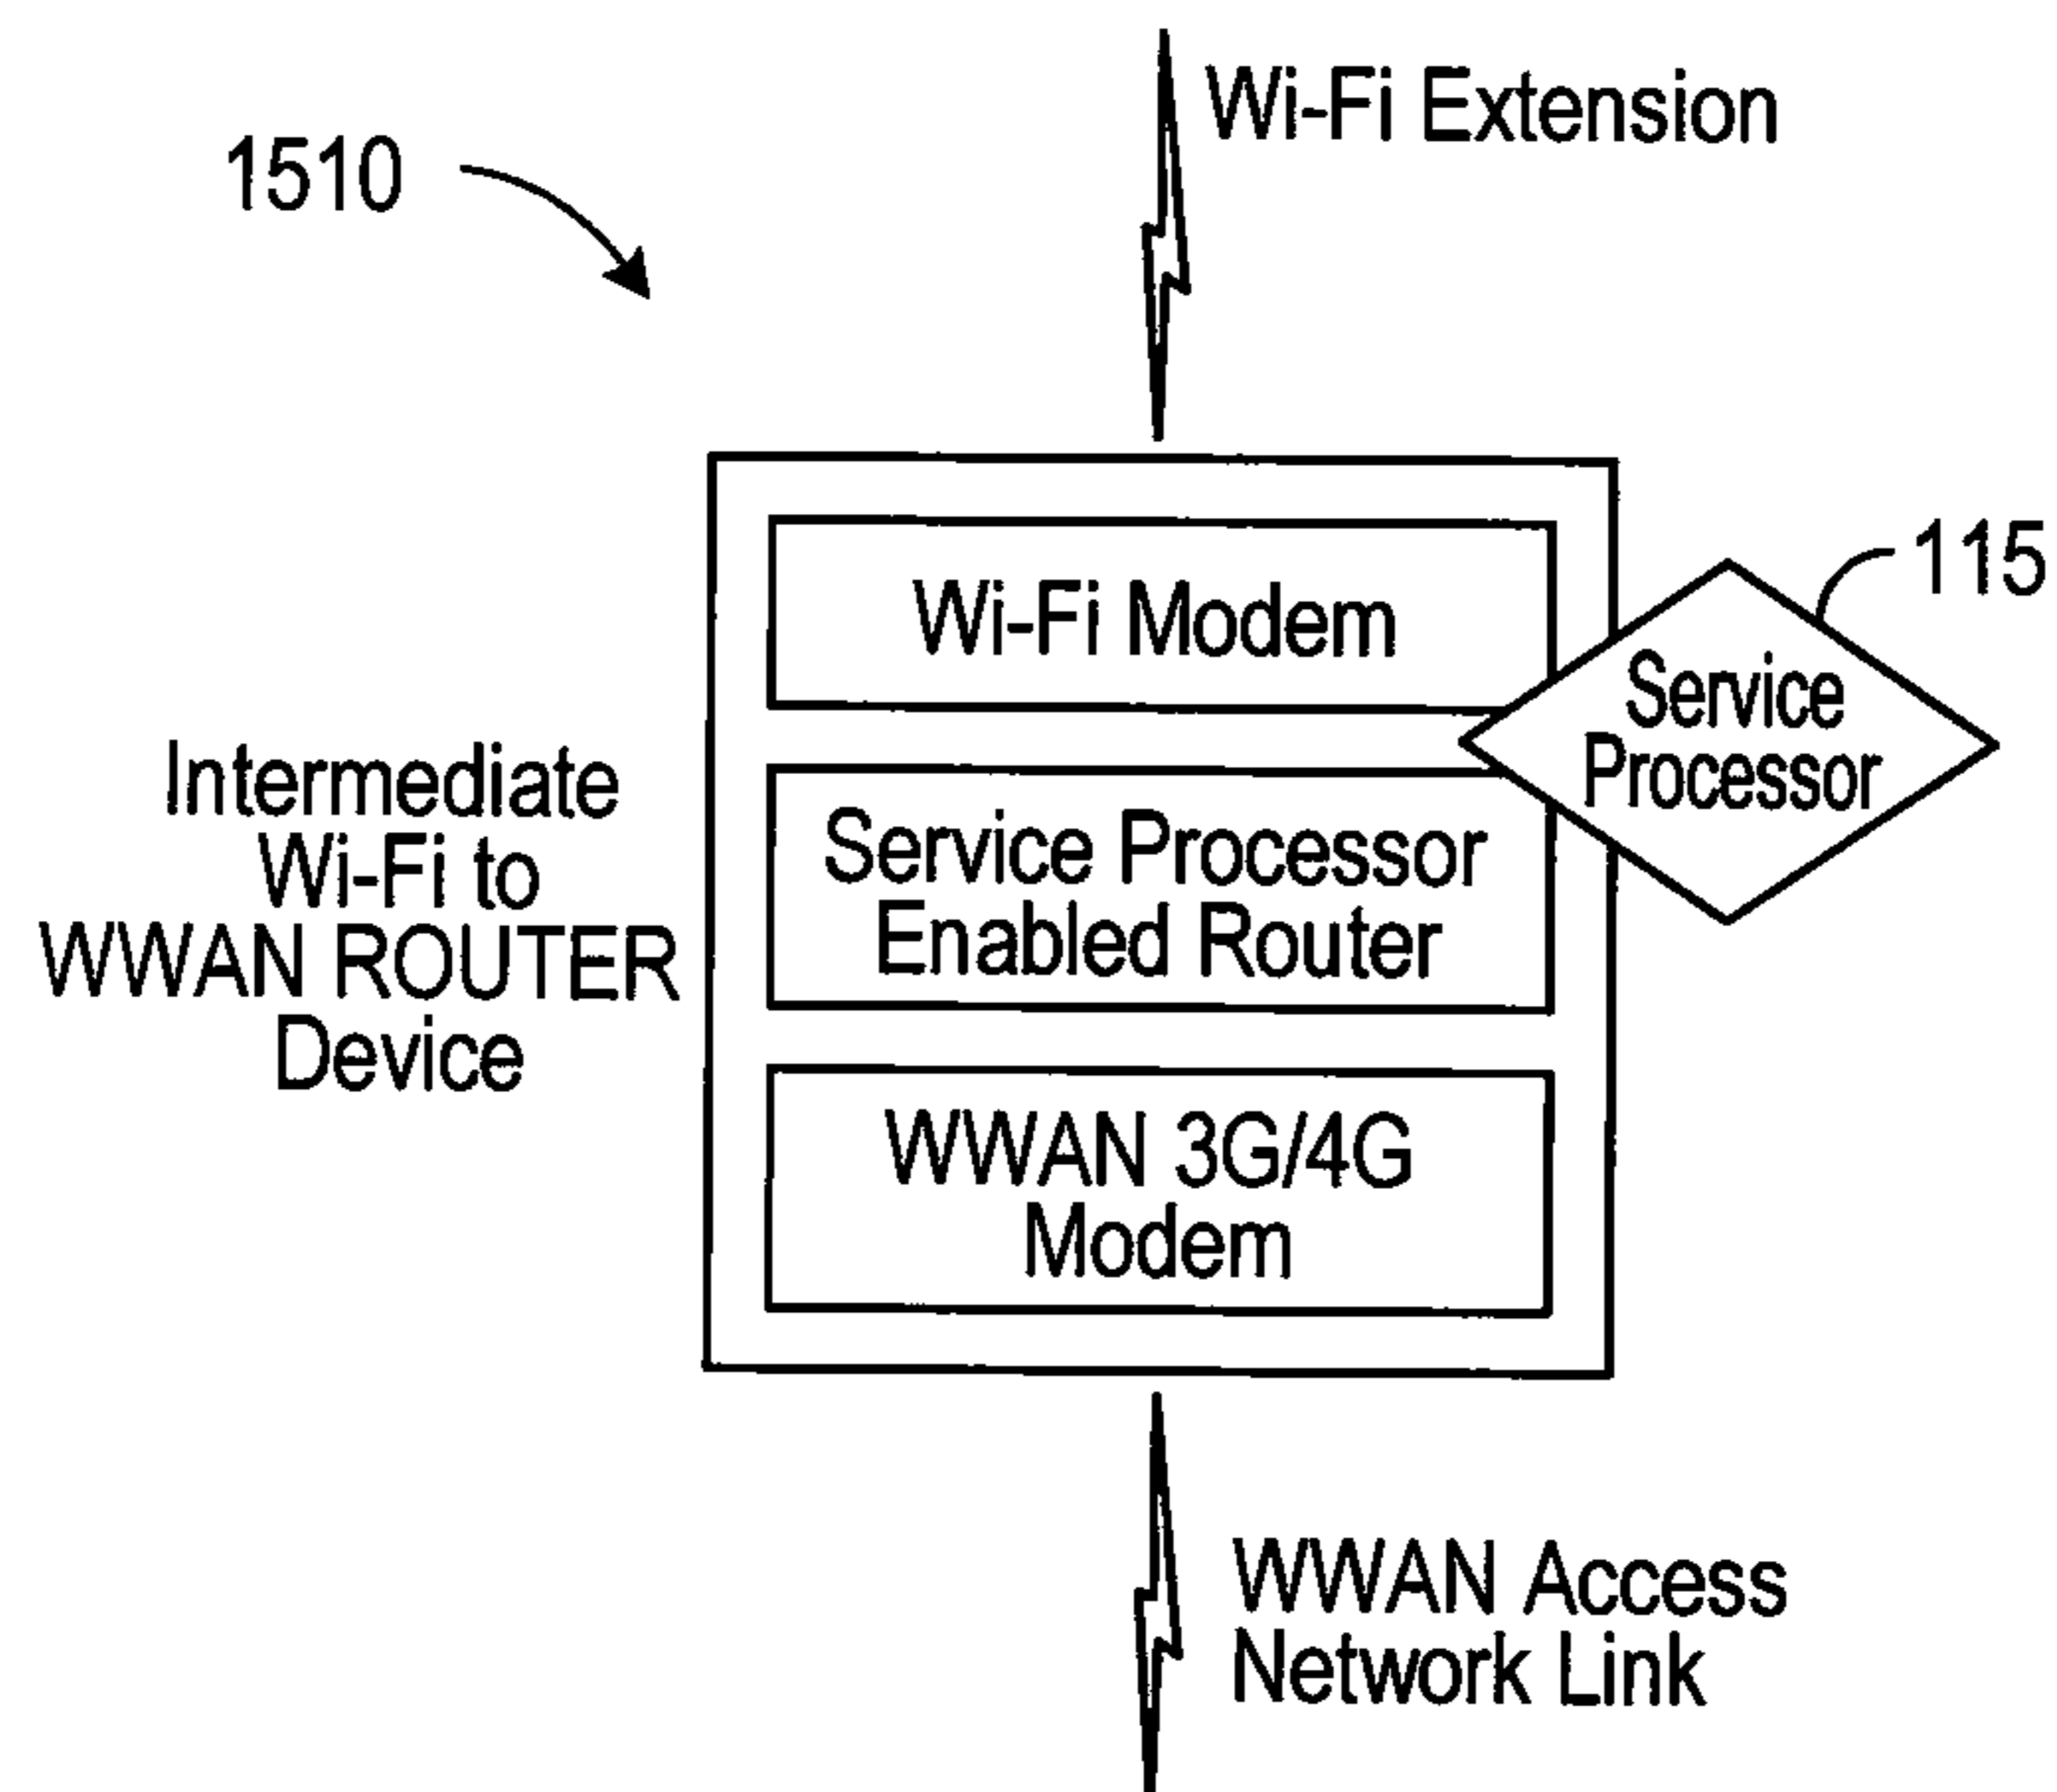 Wi-Fi Extension
1510
115
Wi-Fi Modem
Service
Processor
Intermediate
Wi-Fi to
WWAN ROUTER
Device
Service Processor
Enabled Router
WWAN 3G/4G
Modem
WWAN Access
Network Link